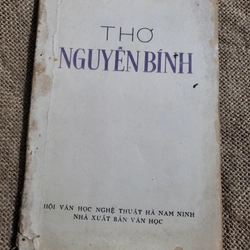 THƠ
NGUYỄN BÍNH
HỘI VĂN HỌC NGHỆ THUẬT HÀ NAM NINH
NHÀ XUẤT BẢN VĂN HỌC